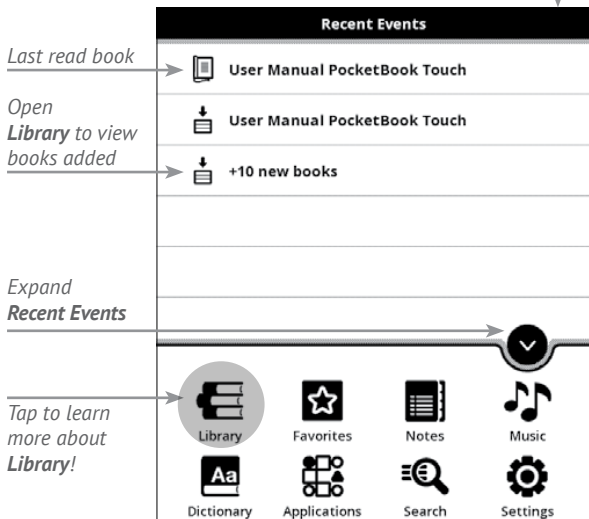 Recent Events
Last read book
User Manual PocketBook Touch
Open
Library to view
books added
User Manual PocketBook Touch
+10 new books
Expand
Recent Events
Tap to learn
more about
Library!
Library
Favorites
Notes
Music
Aa
Dictionary
Applications
Search
Settings